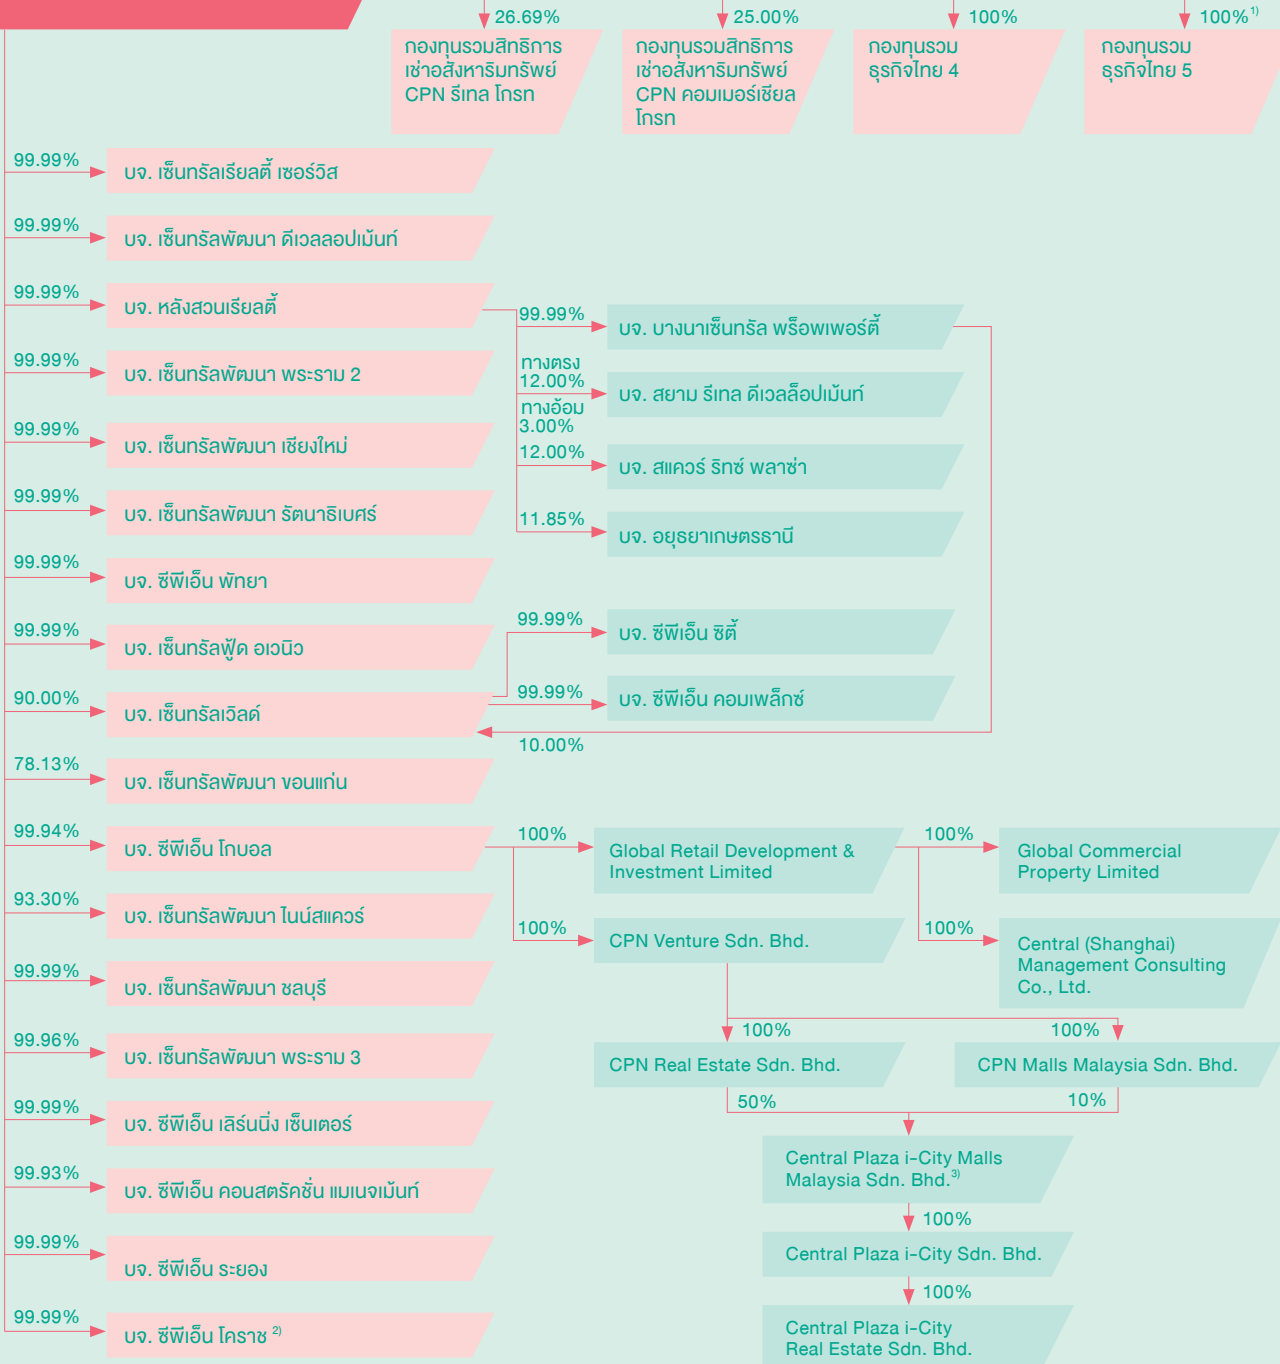 26.69%
25.00%
100%
100%1)
กองทุนรวมสิทธิการ
เช่าอสังหาริมทรัพย์
CPN รีเทล โกรท
กองทุนรวมสิทธิการ
เช่าอสังหาริมทรัพย์
CPN คอมเมอร์เชียล
โกรท
กองทุนรวม
ธุรกิจไทย 4
กองทุนรวม
ธุรกิจไทย 5
99.99%
บจ. เซ็นทรัลเรียลตี้ เซอร์วิส
99.99%
บจ. เซ็นทรัลพัฒนา ดีเวลลอปเม้นท์
99.99%
บจ. หลังสวนเรียลตี้
99.99%
บจ. บางนาเซ็นทรัล พร็อพเพอร์ตี้
99.99%
บจ. เซ็นทรัลพัฒนา พระราม 2
ทางตรง
12.00%
บจ. สยาม รีเทล ดีเวลล็อปเม้นท์
ทางอ้อม
3.00%
99.99%
บจ. เซ็นทรัลพัฒนา เชียงใหม่
12.00%
บจ. สแควร์ ริทซ์ พลาซ่า
99.99%
บจ. เซ็นทรัลพัฒนา รัตนาธิเบศร์
11.85%
บจ. อยุธยาเกษตรธานี
99.99%
บจ. ซีพีเอ็น พัทยา
99.99%
บจ. เซ็นทรัลฟู้ด อเวนิว
99.99%
บจ. ซีพีเอ็น ซิตี้
90.00%
บจ. เซ็นทรัลเวิลด์
99.99%
บจ. ซีพีเอ็น คอมเพล็กซ์
10.00%
78.13%
บจ. เซ็นทรัลพัฒนา ขอนแก่น
99.94%
บจ. ซีพีเอ็น โกบอล
100%
Global Retail Development &
Investment Limited
100%
Global Commercial
Property Limited
93.30%
บจ. เซ็นทรัลพัฒนา ไนน์สแควร์
100%
CPN Venture Sdn. Bhd.
100%
Central (Shanghai)
Management Consulting
Co., Ltd.
99.99%
บจ. เซ็นทรัลพัฒนา ชลบุรี
99.96%
บจ. เซ็นทรัลพัฒนา พระราม 3
100%
100%
CPN Real Estate Sdn. Bhd.
CPN Malls Malaysia Sdn. Bhd.
50%
10%
99.99%
บจ. ซีพีเอ็น เลิร์นนิ่ง เซ็นเตอร์
99.93%
บจ. ซีพีเอ็น คอนสตรัคชั่น แมเนจเม้นท์
Central Plaza i-City Malls
Malaysia Sdn. Bhd.3)
100%
99.99%
บจ. ซีพีเอ็น ระยอง
Central Plaza i-City Sdn. Bhd.
100%
99.99%
บจ. ซีพีเอ็น โคราช 2)
Central Plaza i-City
Real Estate Sdn. Bhd.